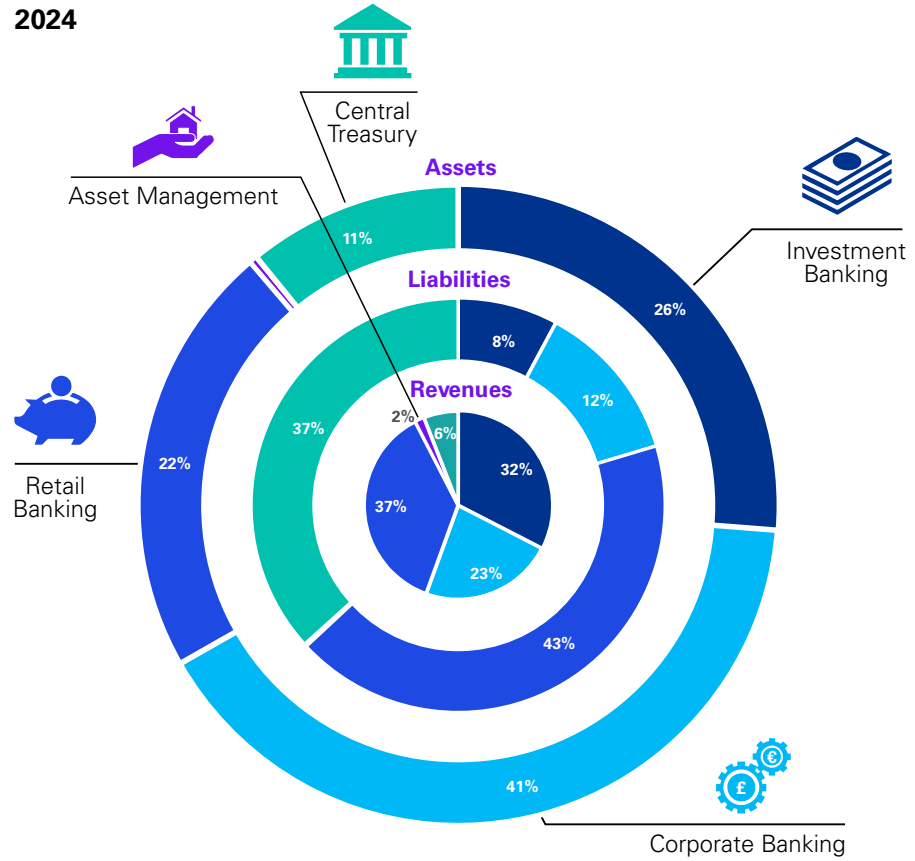 2024
Central
Treasury
Asset Management
Assets
Investment
Banking
11%
26%
Liabilities
8%
12%
Revenues
37%
2%
6%
32%
22%
37%
23%
Retail
Banking
43%
41%
£
€
Corporate Banking